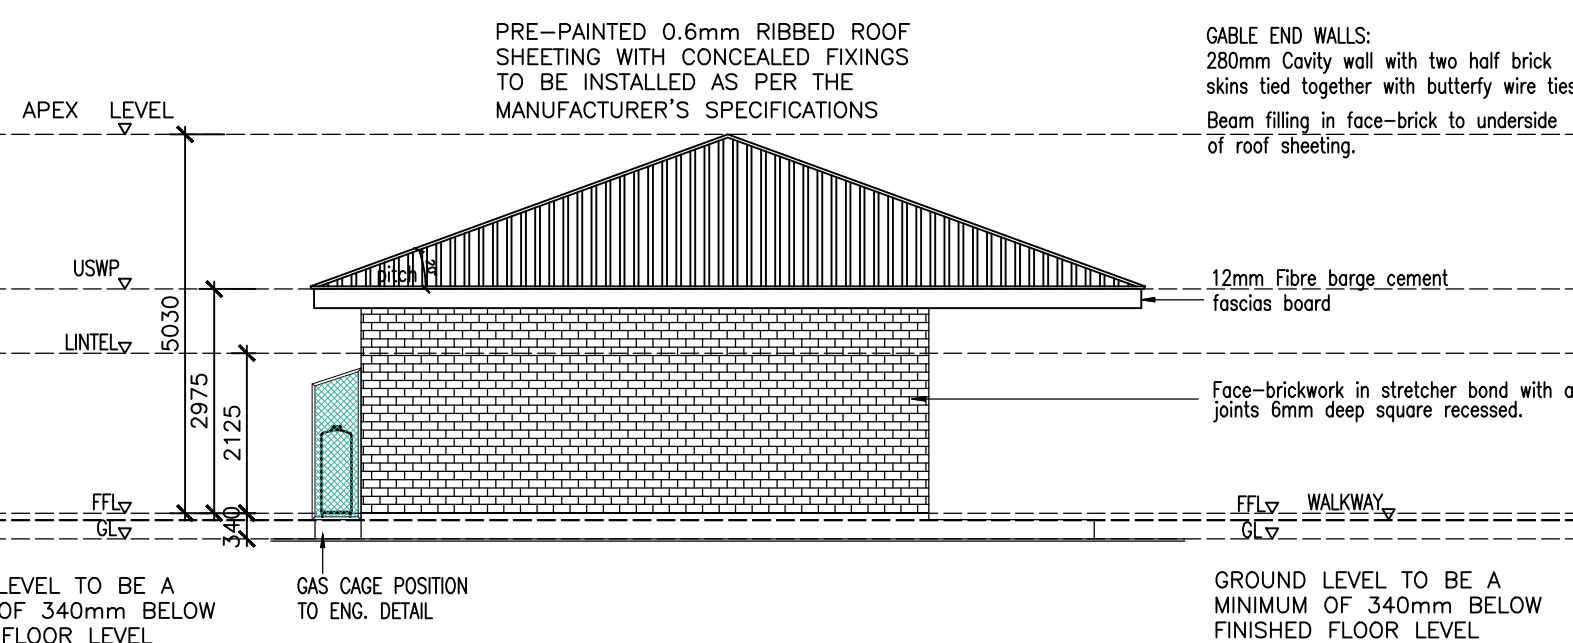 PRE-PAINTED 0.6mm RIBBED ROOF
SHEETING WITH CONCEALED FIXINGS
TO BE INSTALLED AS PER THE
MANUFACTURER'S SPECIFICATIONS
GABLE END WALLS:
280mm Cavity wall with two half brick
skins tied together with butterfy wire ties
Beam filling in face-brick to underside
of roof sheeting.
APEX LEVEL
USWP
LINTEL
5030
2975
2125
340
pitch
20°
12mm Fibre barge cement
fascias board
Face-brickwork in stretcher bond with a
joints 6mm deep square recessed.
FFL
GL
FFL
WALKWAY
GL
GAS CAGE POSITION
TO ENG. DETAIL
LEVEL TO BE A
OF 340mm BELOW
FLOOR LEVEL
GROUND LEVEL TO BE A
MINIMUM OF 340mm BELOW
FINISHED FLOOR LEVEL